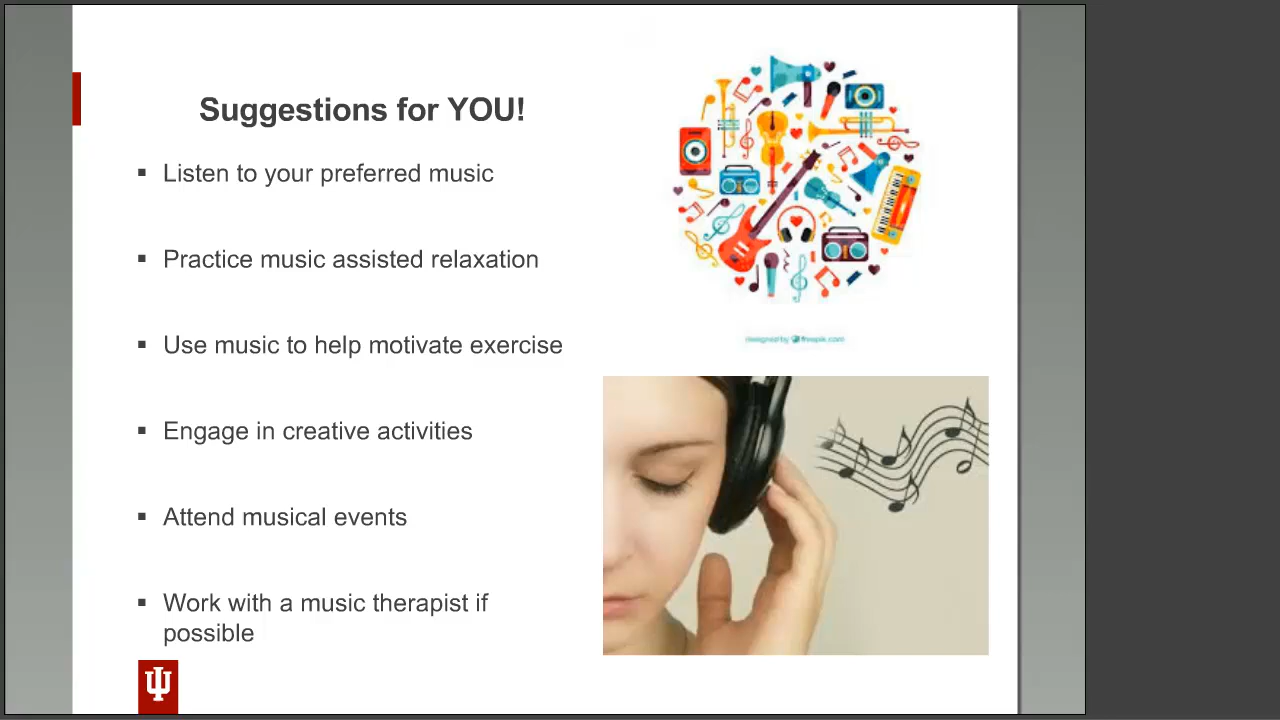 Suggestions for YOU!
Listen to your preferred music
Practice music assisted relaxation
Use music to help motivate exercise
Engage in creative activities
Attend musical events
Work with a music therapist if
possible
designed by freepik.com